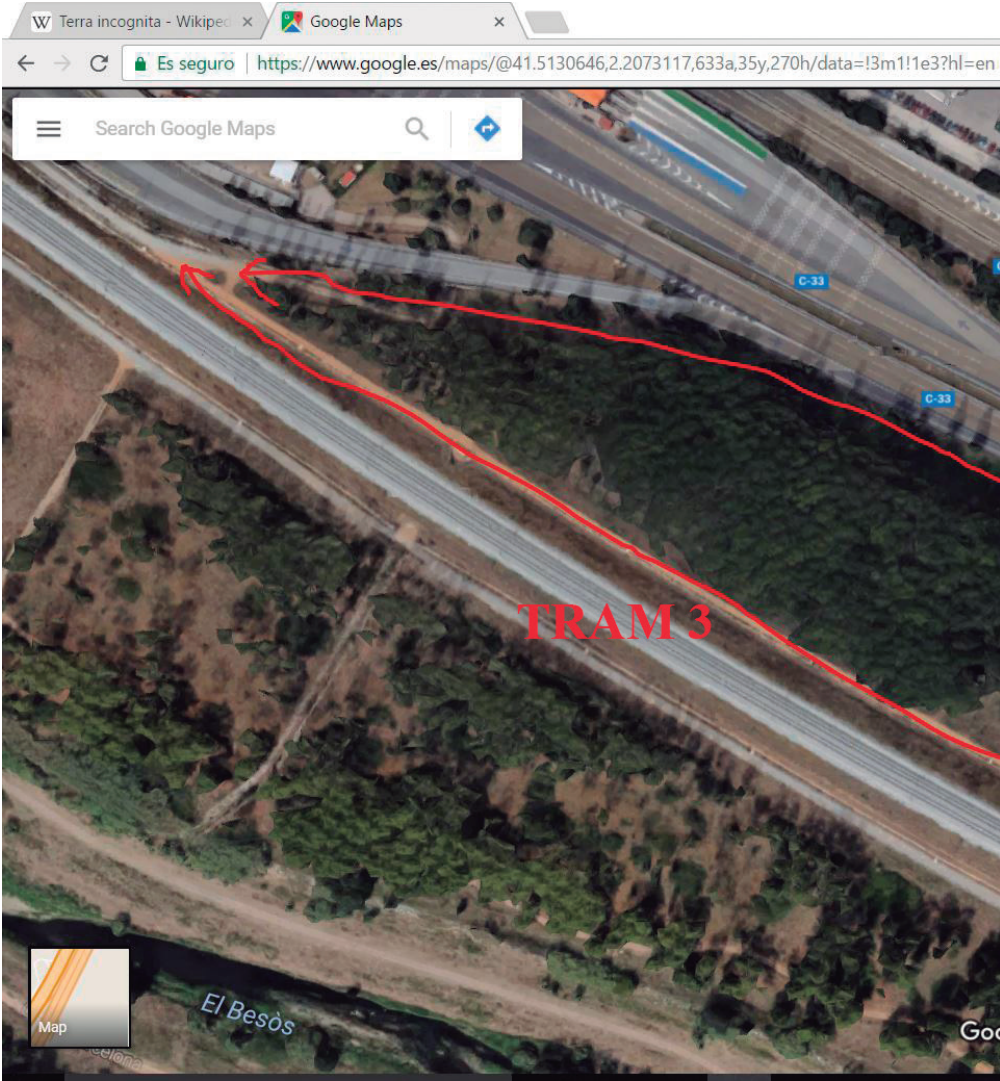 W Terra incognita - Wikiped
Google Maps
Es seguro | https://www.google.es/maps/@41.5130646,2.2073117,633a,35y,270h/data=!3m1!1e3?hl=en
Search Google Maps
C-33
C-33
TRAM 3
El Besòs
Map
celona
Goo